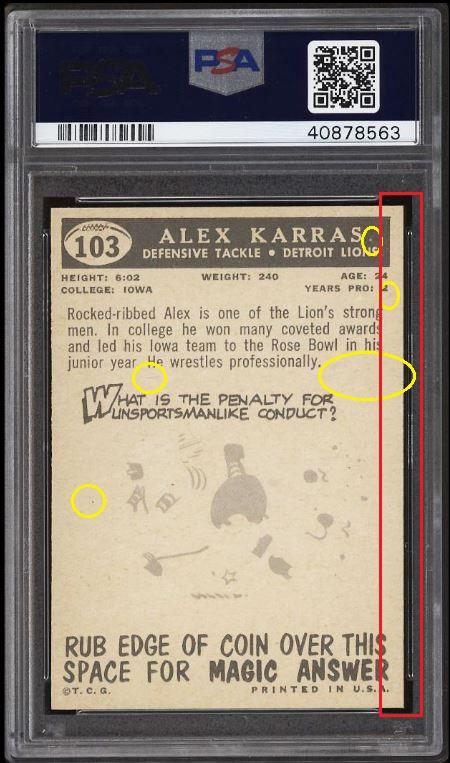 PSA
PSA
40878563
103
ALEX KARRAS
DEFENSIVE TACKLE • DETROIT LIONS
HEIGHT: 6:02 WEIGHT: 240 AGE: 24
COLLEGE: IOWA YEARS PRO: 2
Rocked-ribbed Alex is one of the Lion's strong
men. In college he won many coveted awards
and led his Iowa team to the Rose Bowl in his
junior year. He wrestles professionally.
WHAT IS THE PENALTY FOR
UNSPORTSMANLIKE CONDUCT?
RUB EDGE OF COIN OVER THIS
SPACE FOR MAGIC ANSWER
©T.C.G. PRINTED IN U.S.A.